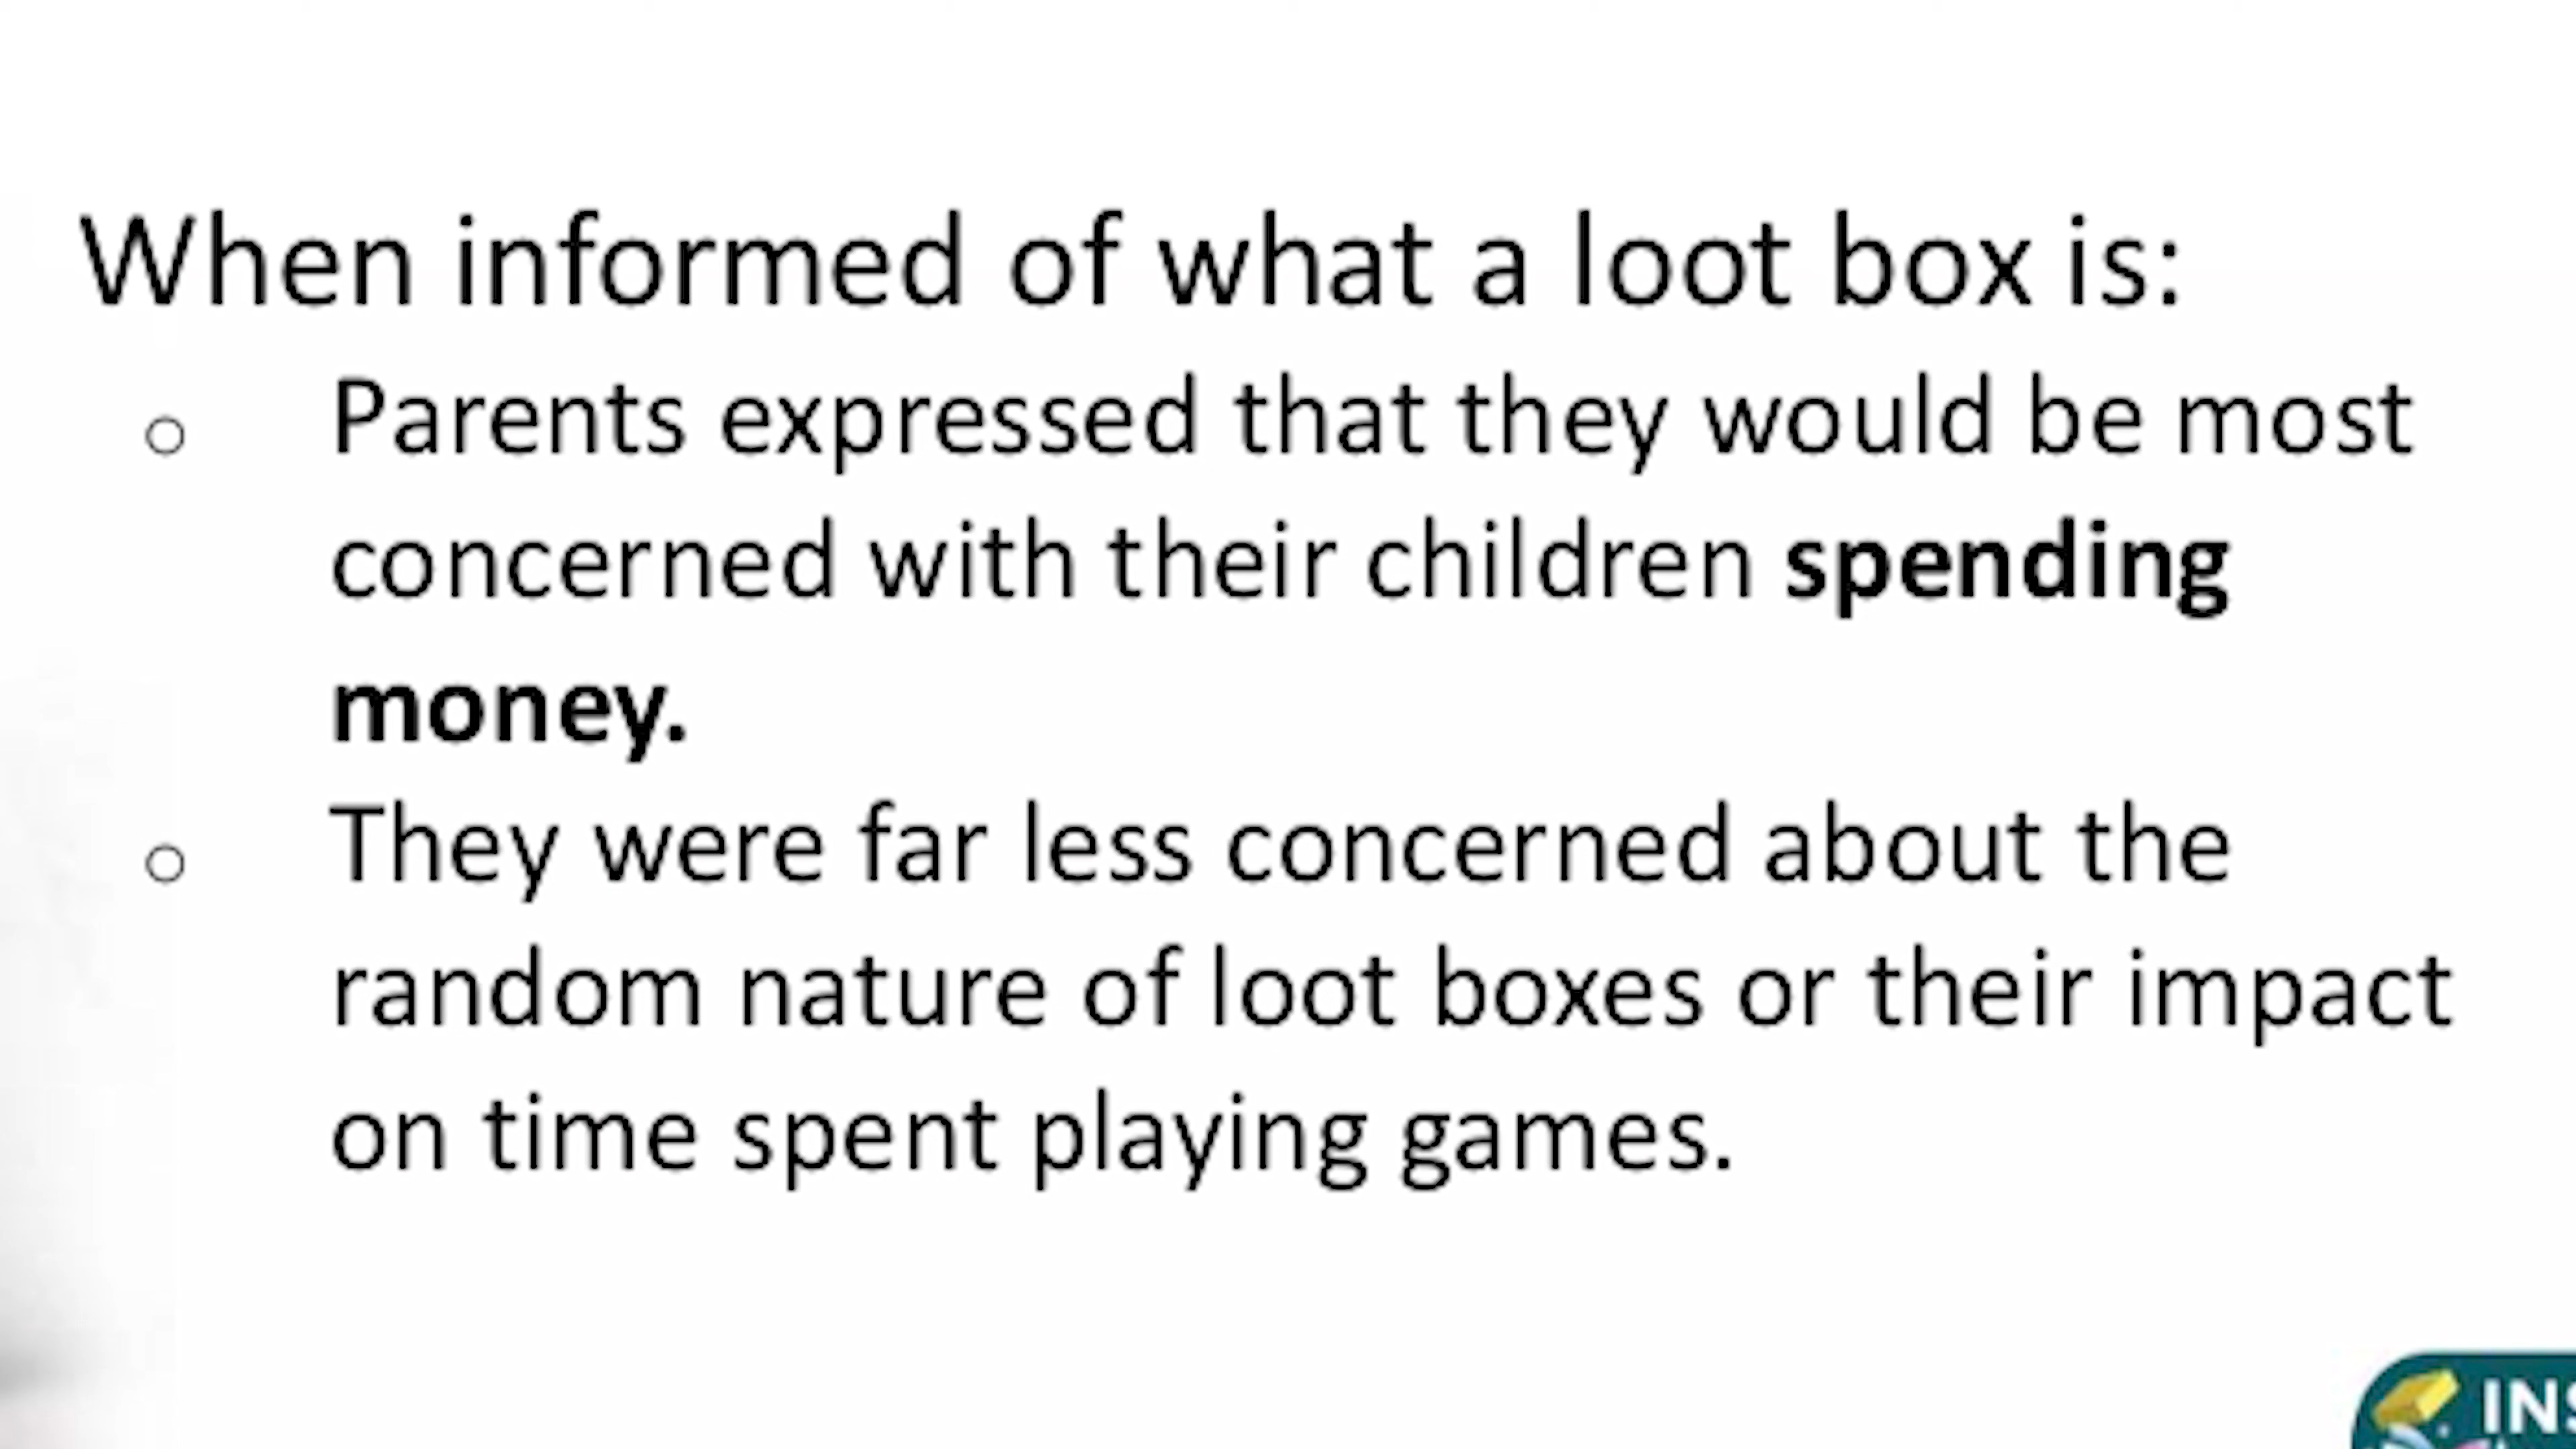 When informed of what a loot box is:
○ Parents expressed that they would be most
concerned with their children spending
money.
○ They were far less concerned about the
random nature of loot boxes or their impact
on time spent playing games.